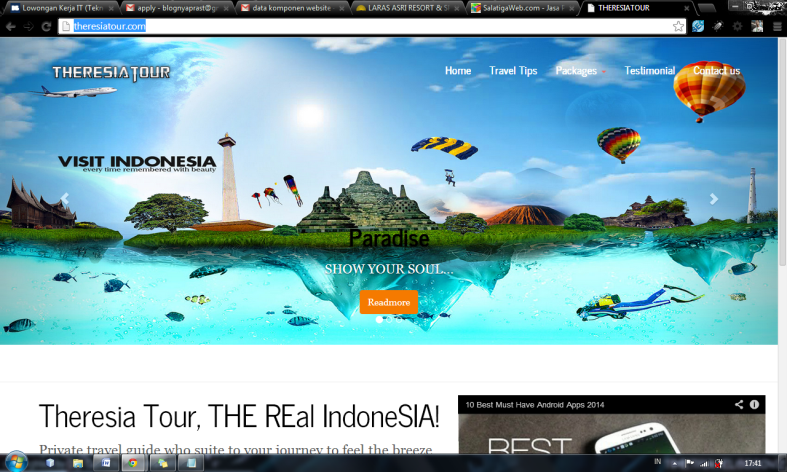 Lowongan Kerja IT (Tekn
apply - blognyaprast@g
data komponen website
LARAS ASRI RESORT & S
SalatigaWeb.com - Jasa
THERESIATOUR
theresiatour.com
THERESIATOUR
Home
Travel Tips
Packages
Testimonial
Contact us
VISIT INDONESIA
every time remembered with beauty
Paradise
SHOW YOUR SOUL...
Readmore
Theresia Tour, THE REal IndoneSIA!
Private travel guide who suite to your journey to feel the breeze
10 Best Must Have Android Apps 2014
BEST
IN
17:41